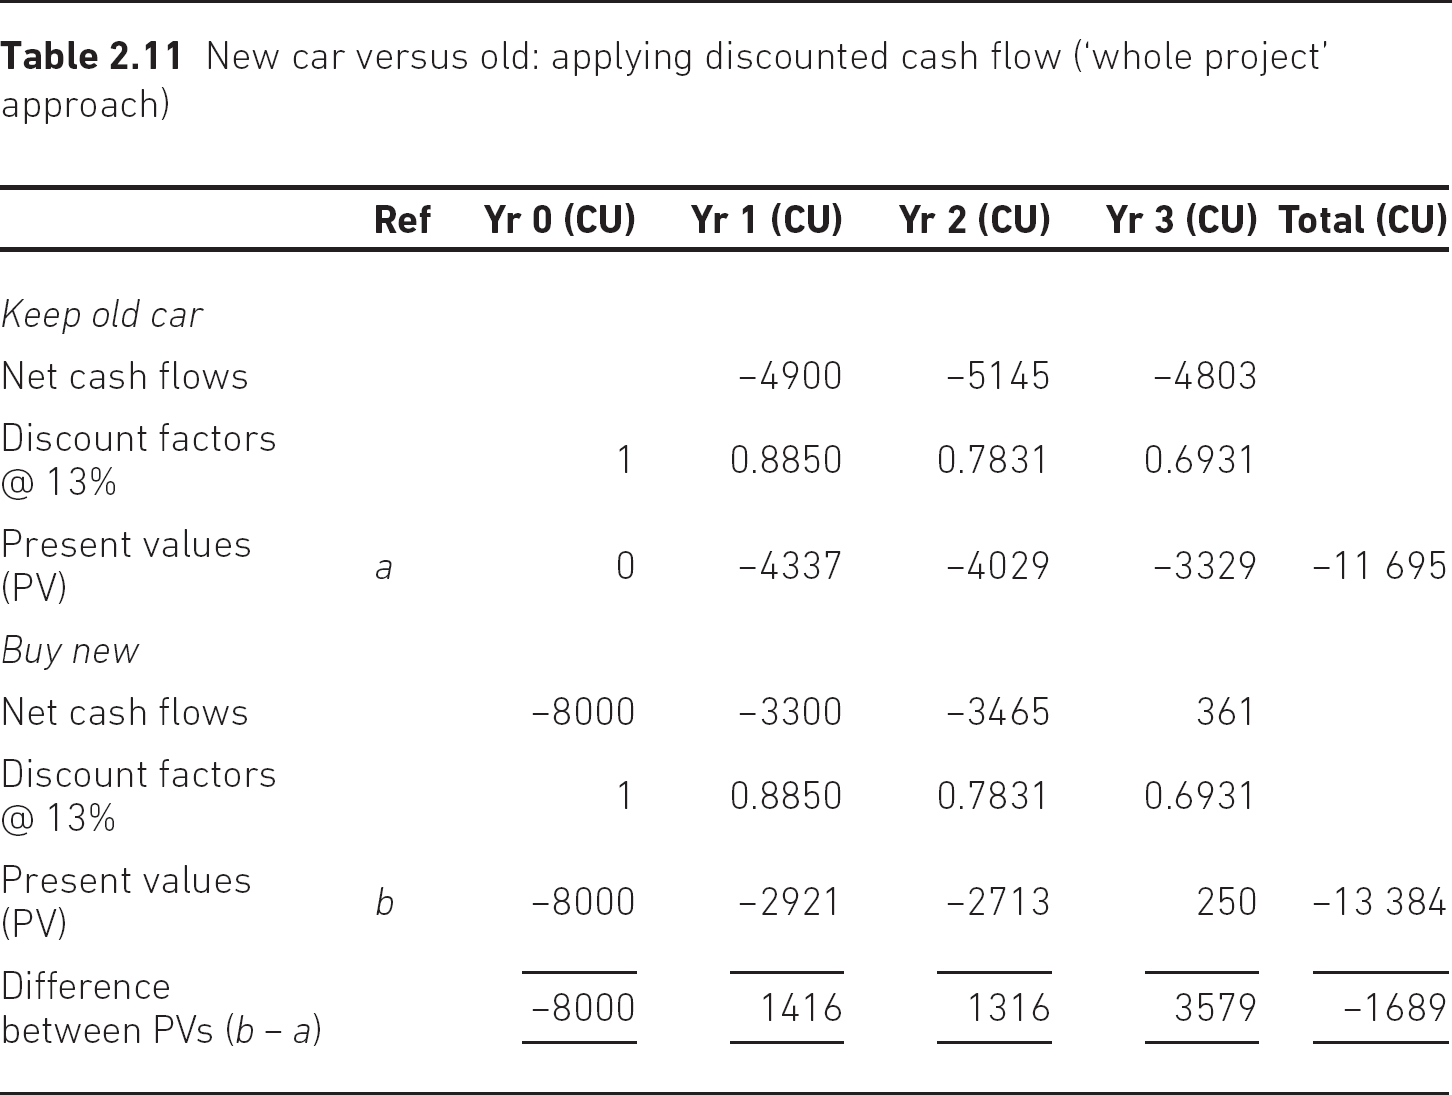 Table 2.11 New car versus old: applying discounted cash flow (‘whole project’
approach)
Ref Yr 0 (CU) Yr 1 (CU) Yr 2 (CU) Yr 3 (CU) Total (CU)
Keep old car
Net cash flows –4900 –5145 –4803
Discount factors
@ 13% 1 0.8850 0.7831 0.6931
Present values
(PV) a 0 –4337 –4029 –3329 –11 695
Buy new
Net cash flows –8000 –3300 –3465 361
Discount factors
@ 13% 1 0.8850 0.7831 0.6931
Present values
(PV) b –8000 –2921 –2713 250 –13 384
Difference
between PVs (b – a) –8000 1416 1316 3579 –1689